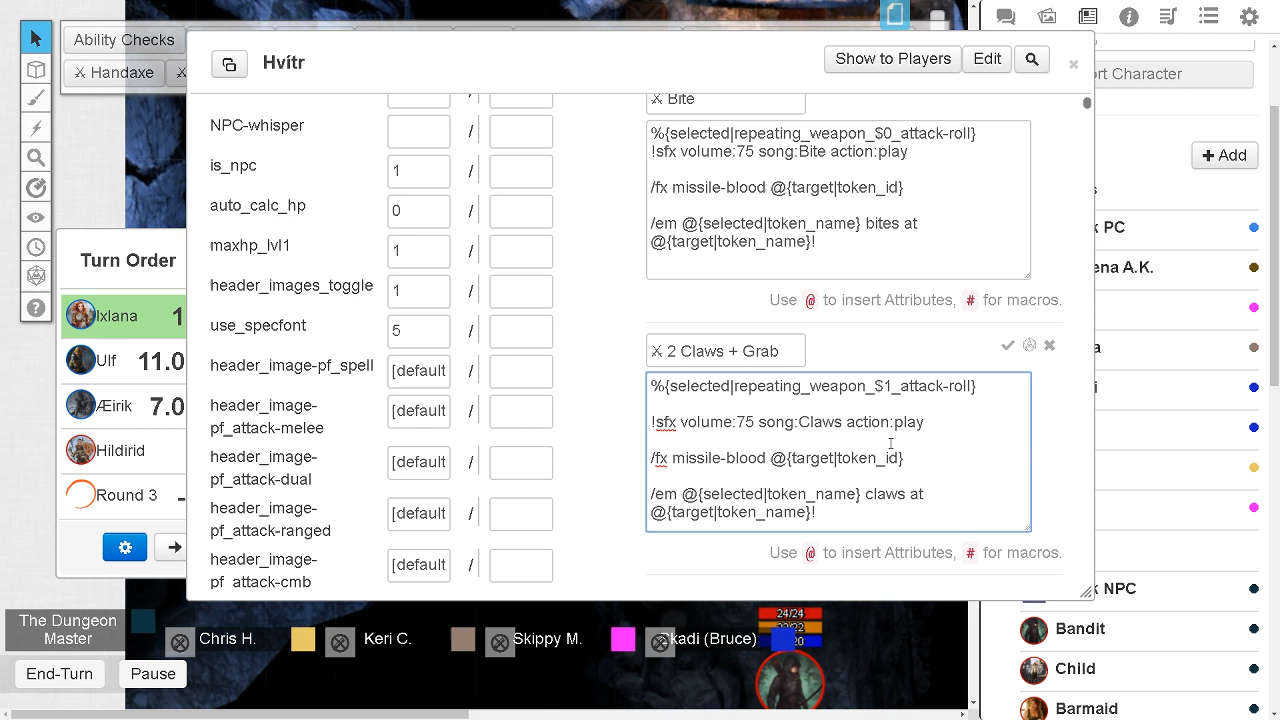 Ability Checks
Handaxe
Hvítr
Show to Players
Edit
Character
Add
NPC-whisper
/
is_npc
1
/
auto_calc_hp
0
/
maxhp_lvl1
1
/
header_images_toggle
1
/
use_specfont
5
/
header_image-pf_spell
[default
/
header_image-
pf_attack-melee
[default
/
header_image-
pf_attack-dual
[default
/
header_image-
pf_attack-ranged
[default
/
header_image-
pf_attack-cmb
[default
/
⚔ Bite
%{selected|repeating_weapon_$0_attack-roll}
!sfx volume:75 song:Bite action:play
/fx missile-blood @{target|token_id}
/em @{selected|token_name} bites at
@{target|token_name}!
Use @ to insert Attributes, # for macros.
⚔ 2 Claws + Grab
%{selected|repeating_weapon_$1_attack-roll}
!sfx volume:75 song:Claws action:play
/fx missile-blood @{target|token_id}
/em @{selected|token_name} claws at
@{target|token_name}!
Use @ to insert Attributes, # for macros.
Turn Order
Ixlana
1
Ulf
11.0
Æirik
7.0
Hildirid
Round 3
-
PC
A.K.
NPC
Bandit
Child
Barmaid
The Dungeon
Master
Chris H.
Keri C.
Skippy M.
Skadi (Bruce)
24/24
End-Turn
Pause